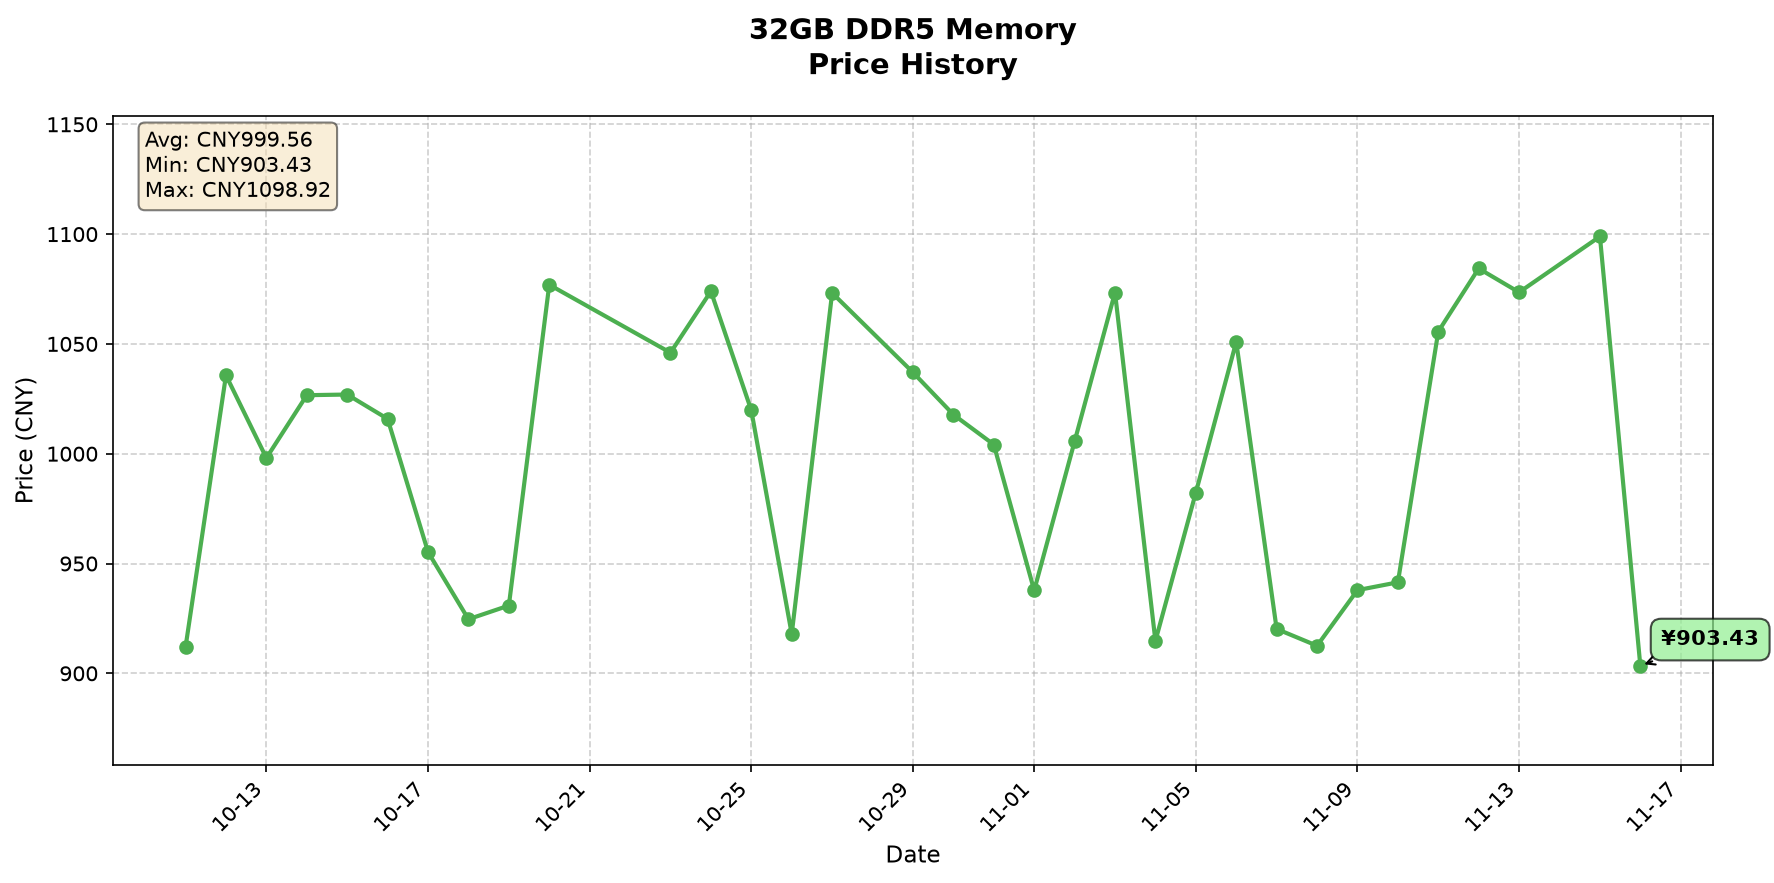 32GB DDR5 Memory
Price History
Avg: CNY999.56
Min: CNY903.43
Max: CNY1098.92
1150
1100
1050
1000
950
900
Price (CNY)
¥903.43
10-13
10-17
10-21
10-25
10-29
11-01
11-05
11-09
11-13
11-17
Date